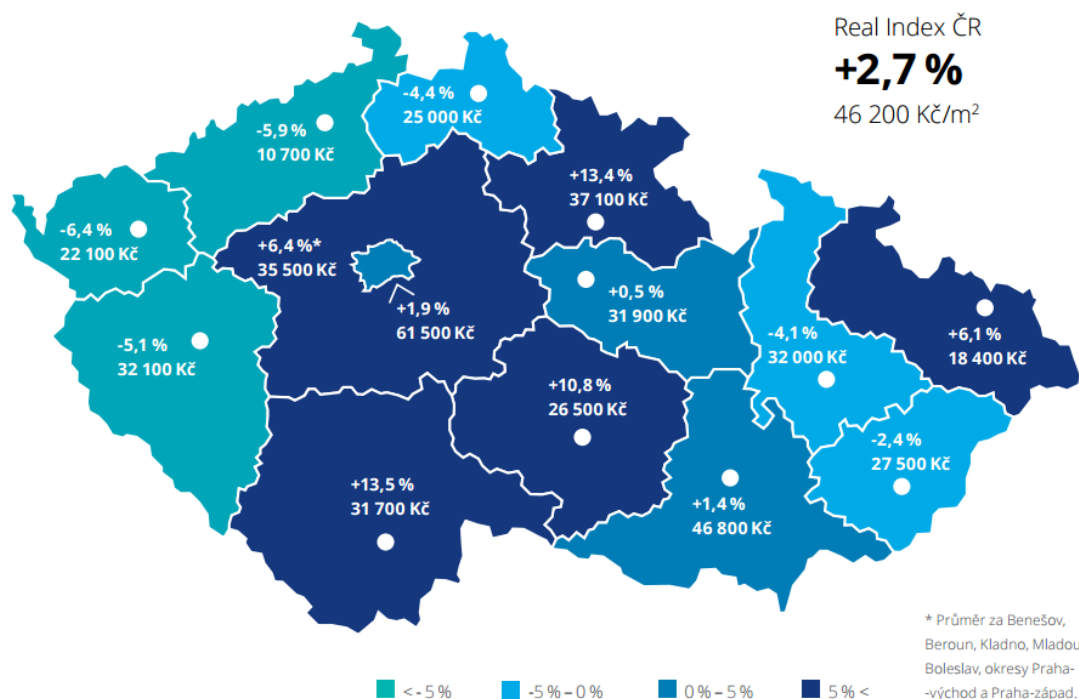 Real Index ČR
+2,7 %
46 200 Kč/m²
-4,4 %
25 000 Kč
-5,9 %
10 700 Kč
+13,4 %
37 100 Kč
-6,4 %
22 100 Kč
+6,4 %*
35 500 Kč
+0,5 %
31 900 Kč
+1,9 %
61 500 Kč
-4,1 %
32 000 Kč
+6,1 %
18 400 Kč
-5,1 %
32 100 Kč
+10,8 %
26 500 Kč
-2,4 %
27 500 Kč
+13,5 %
31 700 Kč
+1,4 %
46 800 Kč
* Průměr za Benešov,
Beroun, Kladno, Mladou
Boleslav, okresy Praha-
-východ a Praha-západ.
< - 5 %
-5 % – 0 %
0 % – 5 %
5 % <